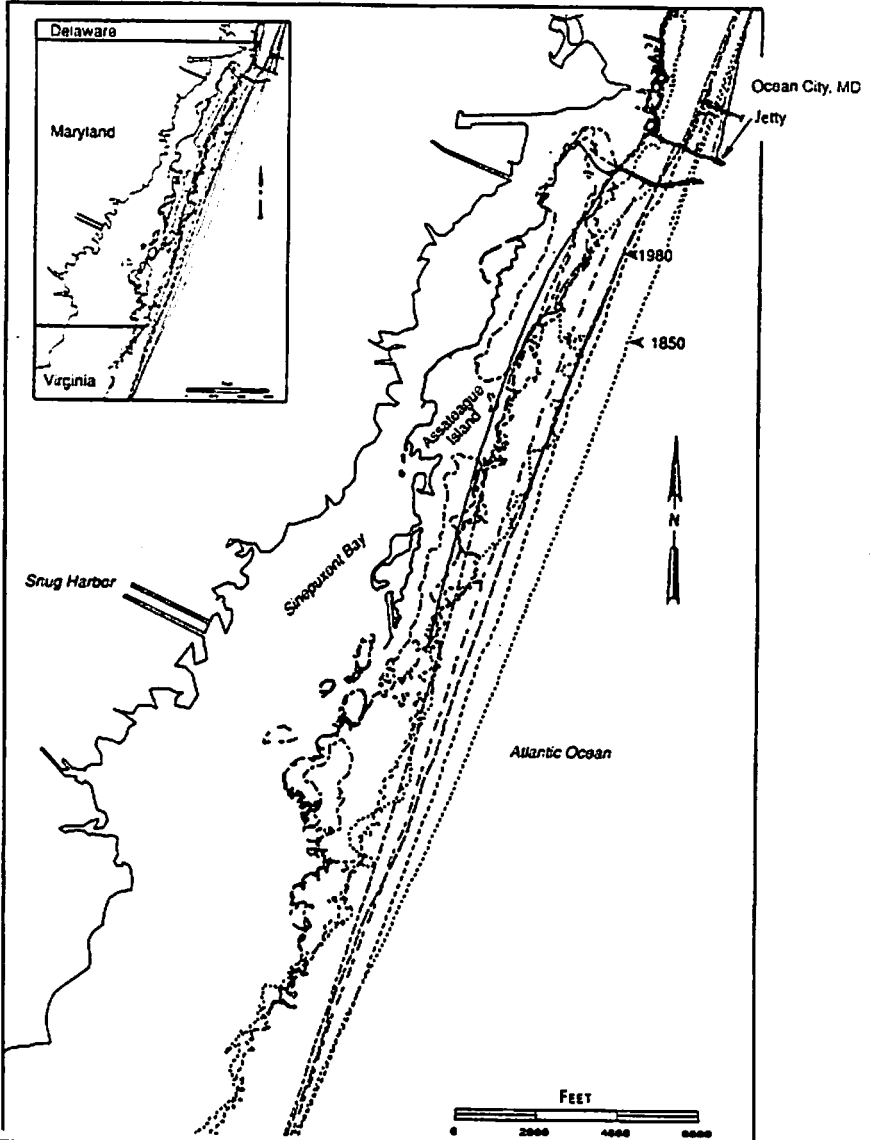 Delaware
Maryland
Virginia
Ocean City, MD
Jetty
1980
1850
Assateague
Island
N
Snug Harbor
Sinepuxent Bay
Atlantic Ocean
FEET
0 2000 4000 6000